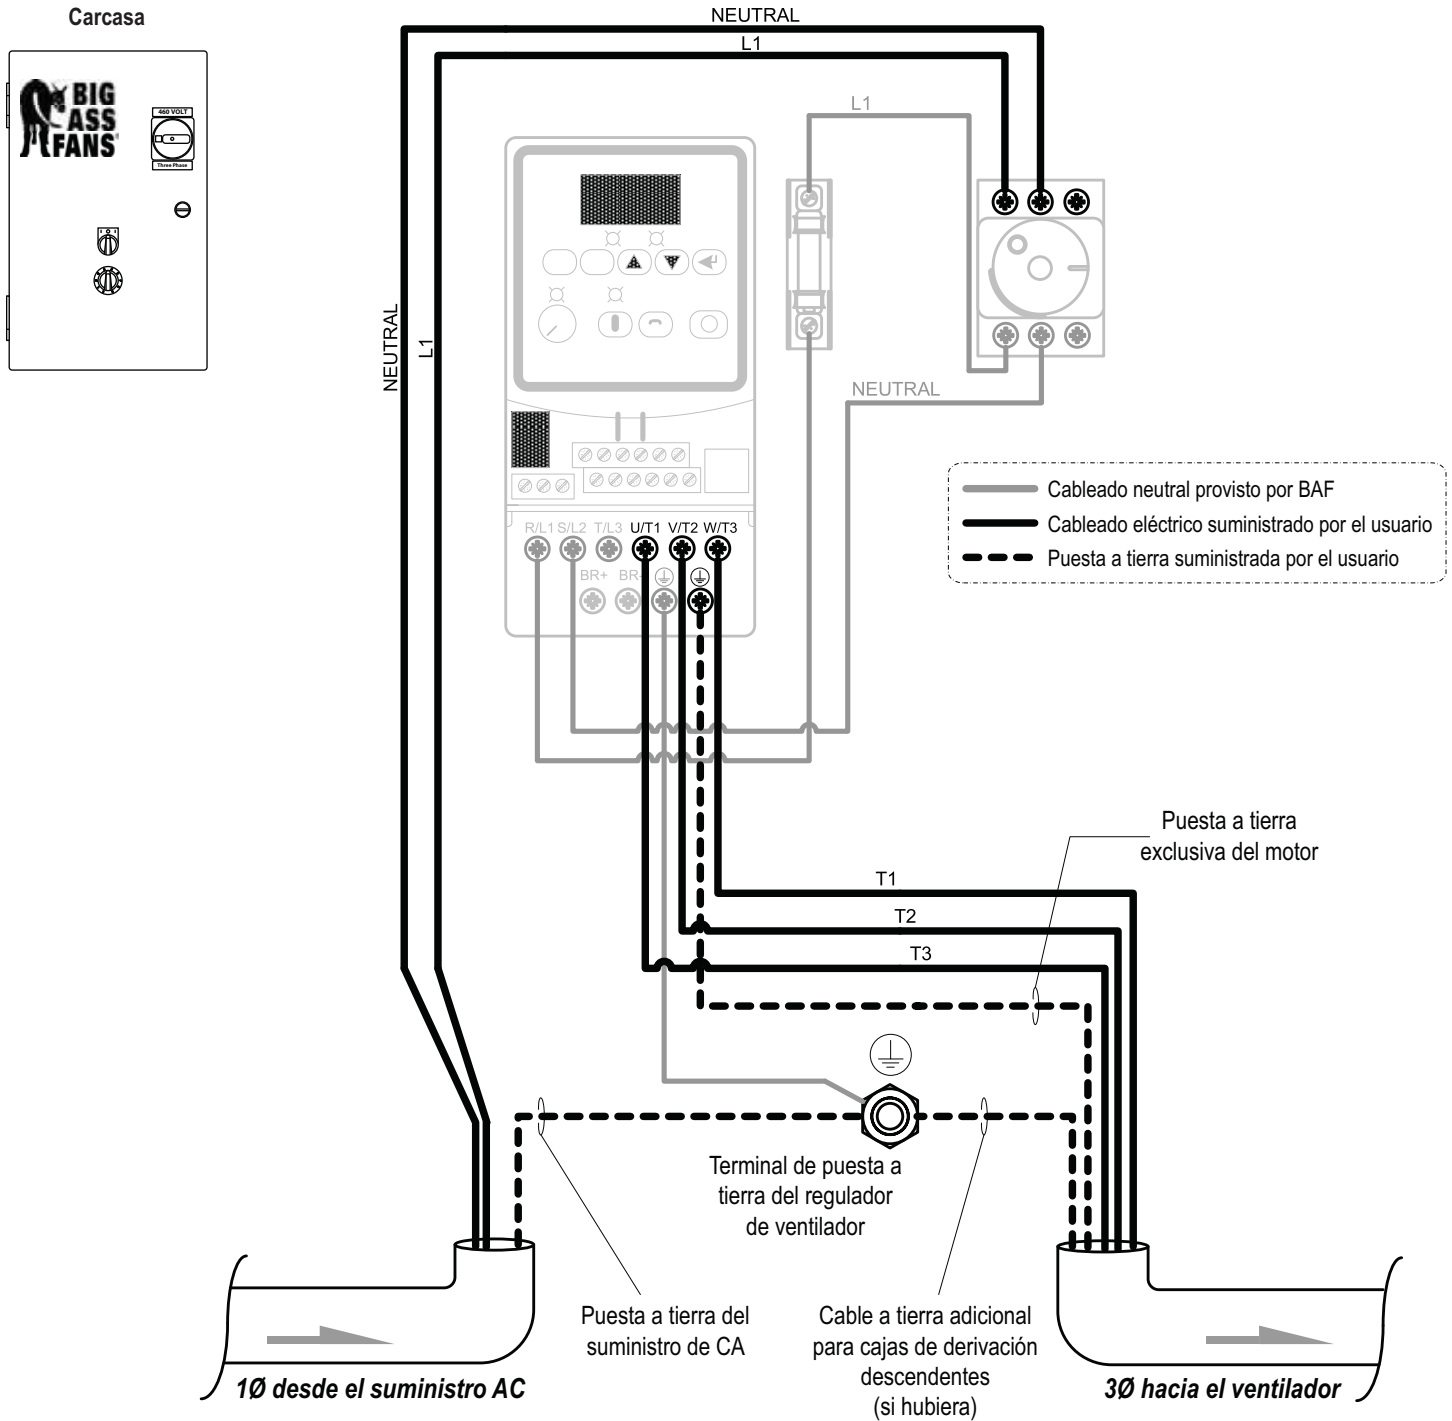 Carcasa
BIG
ASS
FANS
460 VOLT
Three Phase
NEUTRAL
L1
L1
NEUTRAL
L1
NEUTRAL
R/L1 S/L2 T/L3 U/T1 V/T2 W/T3
BR+ BR-
Cableado neutral provisto por BAF
Cableado eléctrico suministrado por el usuario
Puesta a tierra suministrada por el usuario
Puesta a tierra
exclusiva del motor
T1
T2
T3
Terminal de puesta a
tierra del regulador
de ventilador
Puesta a tierra del
suministro de CA
Cable a tierra adicional
para cajas de derivación
descendentes
(si hubiera)
1Ø desde el suministro AC
3Ø hacia el ventilador